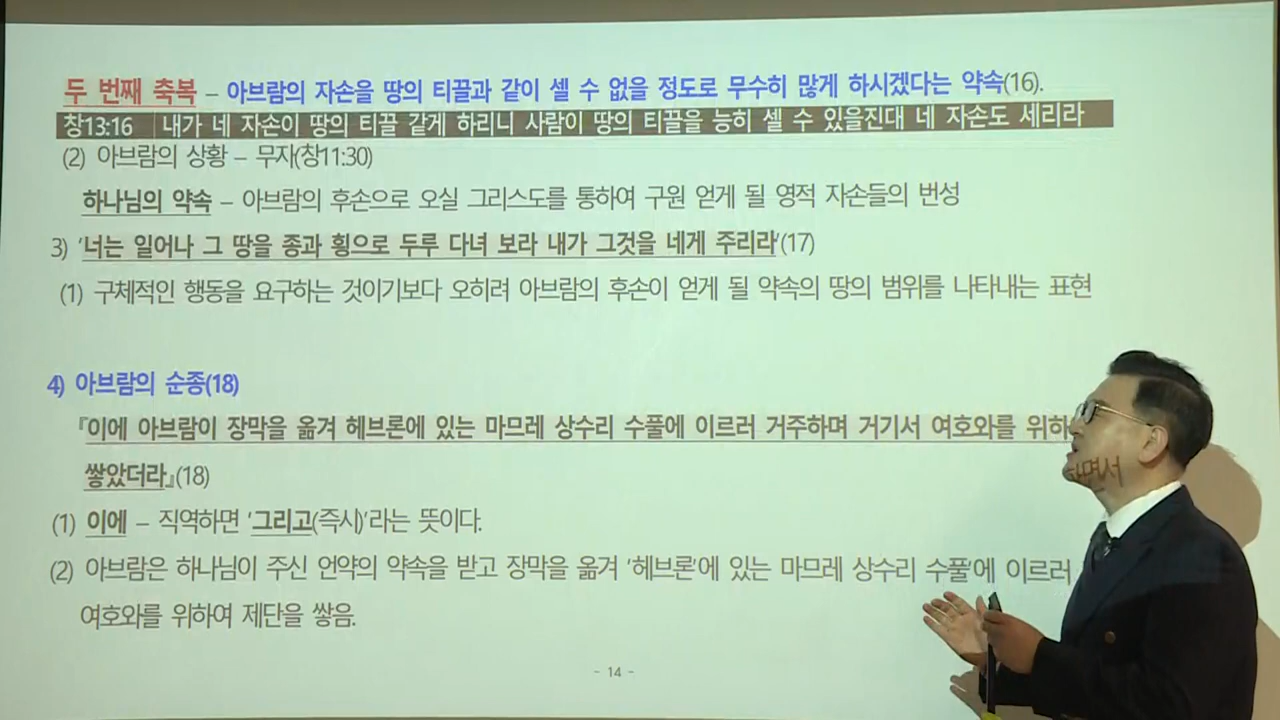 두 번째 축복 – 아브람의 자손을 땅의 티끌과 같이 셀 수 없을 정도로 무수히 많게 하시겠다는 약속(16).
창13:16 내가 네 자손이 땅의 티끌 같게 하리니 사람이 땅의 티끌을 능히 셀 수 있을진대 네 자손도 세리라
(2) 아브람의 상황 – 무자(창11:30)
하나님의 약속 – 아브람의 후손으로 오실 그리스도를 통하여 구원 얻게 될 영적 자손들의 번성
3) '너는 일어나 그 땅을 종과 횡으로 두루 다녀 보라 내가 그것을 네게 주리라'(17)
(1) 구체적인 행동을 요구하는 것이기보다 오히려 아브람의 후손이 얻게 될 약속의 땅의 범위를 나타내는 표현
4) 아브람의 순종(18)
『이에 아브람이 장막을 옮겨 헤브론에 있는 마므레 상수리 수풀에 이르러 거주하며 거기서 여호와를 위하
쌓았더라』(18)
(1) 이에 – 직역하면 '그리고(즉시)'라는 뜻이다.
(2) 아브람은 하나님이 주신 언약의 약속을 받고 장막을 옮겨 '헤브론'에 있는 마므레 상수리 수풀'에 이르러 하면서
여호와를 위하여 제단을 쌓음.
- 14 -